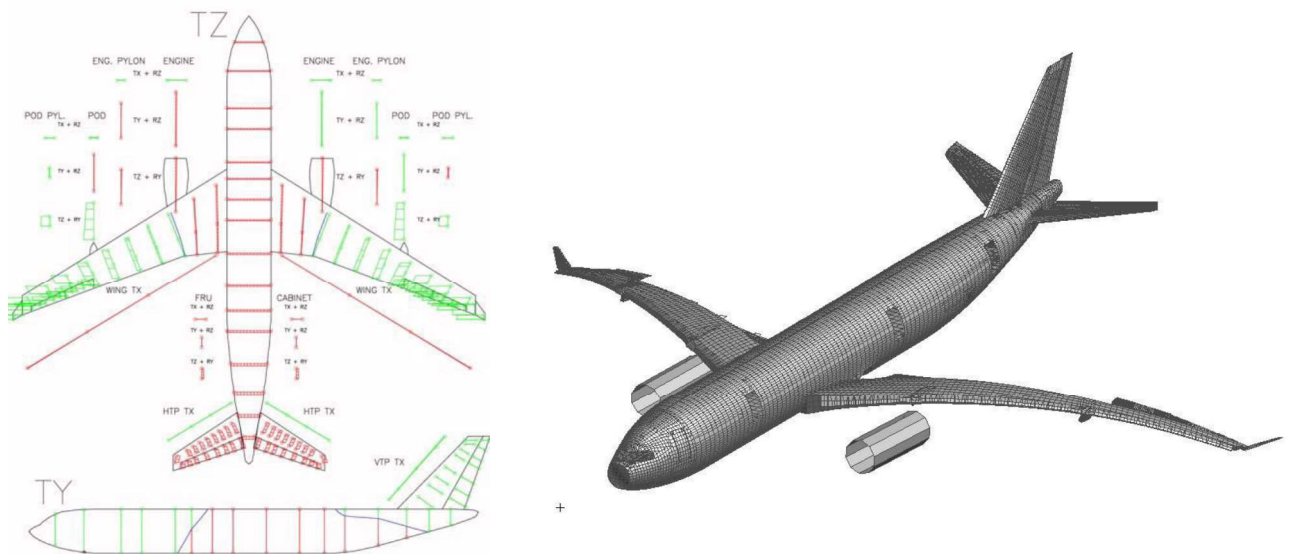 TZ
ENG. PYLON ENGINE
TX + RZ
ENGINE ENG. PYLON
TX + RZ
POD PYL. POD
TX + RZ
TY + RZ
TY + RZ
POD POD PYL.
TX + RZ
TY + RZ
TZ + RY
TZ + RY
TY + RZ
TZ + RY
TZ + RY
WING TX
FRU
CABINET
WING TX
TX + RZ
TX + RZ
TY + RZ
TY + RZ
TZ + RY
TZ + RY
HTP TX
HTP TX
VTP TX
TY